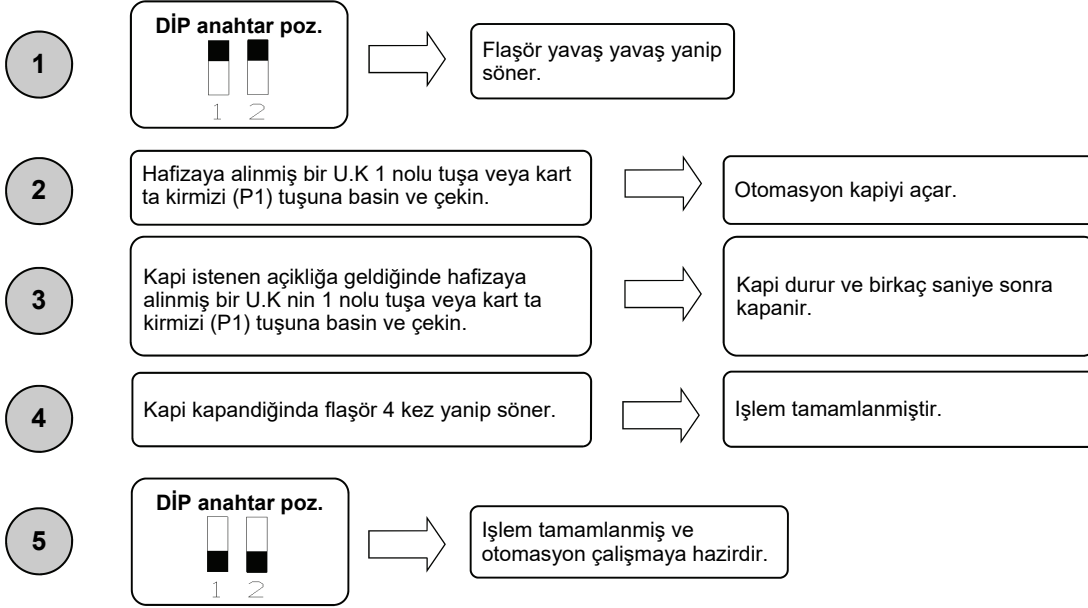 1
DİP anahtar poz.
1 2
Flaşör yavaş yavaş yanip
söner.
2
Hafizaya alinmiş bir U.K 1 nolu tuşa veya kart
ta kirmizi (P1) tuşuna basin ve çekin.
Otomasyon kapiyi açar.
3
Kapi istenen açikliğa geldiğinde hafizaya
alinmiş bir U.K nin 1 nolu tuşa veya kart ta
kirmizi (P1) tuşuna basin ve çekin.
Kapi durur ve birkaç saniye sonra
kapanir.
4
Kapi kapandiğinda flaşör 4 kez yanip söner.
Işlem tamamlanmiştir.
5
DİP anahtar poz.
1 2
Işlem tamamlanmiş ve
otomasyon çalişmaya hazirdir.